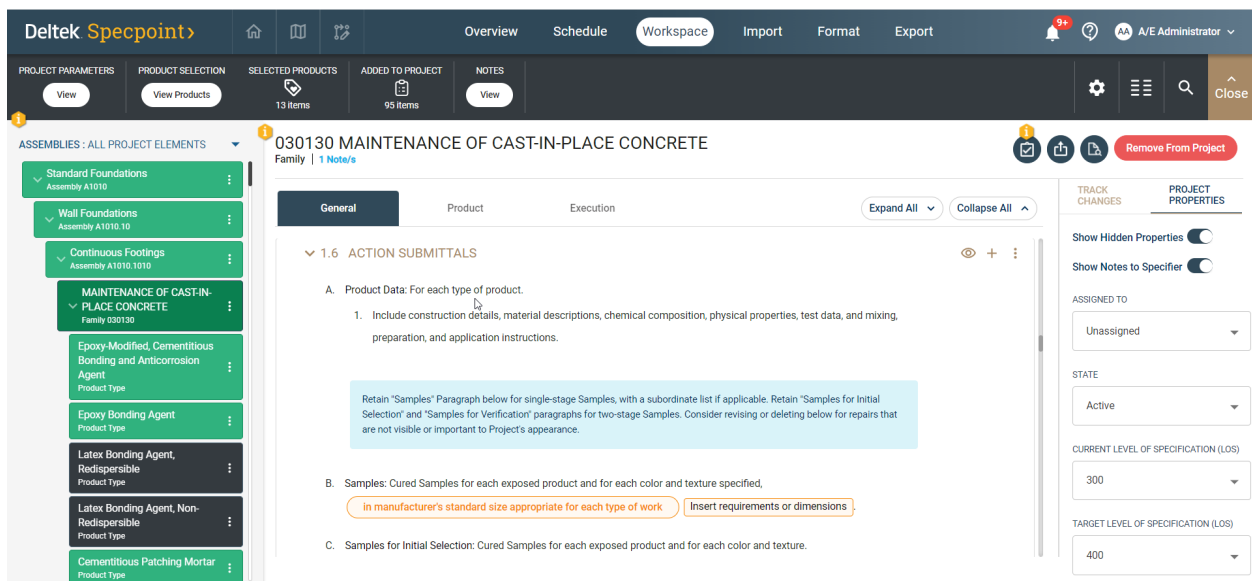 Deltek Specpoint
Overview
Schedule
Workspace
Import
Format
Export
9+
AA
A/E Administrator
PROJECT PARAMETERS
View
PRODUCT SELECTION
View Products
SELECTED PRODUCTS
13 items
ADDED TO PROJECT
95 items
NOTES
View
Close
ASSEMBLIES : ALL PROJECT ELEMENTS
Standard Foundations
Assembly A1010
Wall Foundations
Assembly A1010.10
Continuous Footings
Assembly A1010.1010
MAINTENANCE OF CAST-IN-
PLACE CONCRETE
Family 030130
Epoxy-Modified, Cementitious
Bonding and Anticorrosion
Agent
Product Type
Epoxy Bonding Agent
Product Type
Latex Bonding Agent,
Redispersible
Product Type
Latex Bonding Agent, Non-
Redispersible
Product Type
Cementitious Patching Mortar
Product Type
030130 MAINTENANCE OF CAST-IN-PLACE CONCRETE
Family | 1 Note/s
Remove From Project
General
Product
Execution
Expand All
Collapse All
1.6 ACTION SUBMITTALS
A. Product Data: For each type of product.
1. Include construction details, material descriptions, chemical composition, physical properties, test data, and mixing,
preparation, and application instructions.
Retain "Samples" Paragraph below for single-stage Samples, with a subordinate list if applicable. Retain "Samples for Initial
Selection" and "Samples for Verification" paragraphs for two-stage Samples. Consider revising or deleting below for repairs that
are not visible or important to Project's appearance.
B. Samples: Cured Samples for each exposed product and for each color and texture specified,
in manufacturer's standard size appropriate for each type of work Insert requirements or dimensions .
C. Samples for Initial Selection: Cured Samples for each exposed product and for each color and texture.
TRACK
CHANGES
PROJECT
PROPERTIES
Show Hidden Properties
Show Notes to Specifier
ASSIGNED TO
Unassigned
STATE
Active
CURRENT LEVEL OF SPECIFICATION (LOS)
300
TARGET LEVEL OF SPECIFICATION (LOS)
400